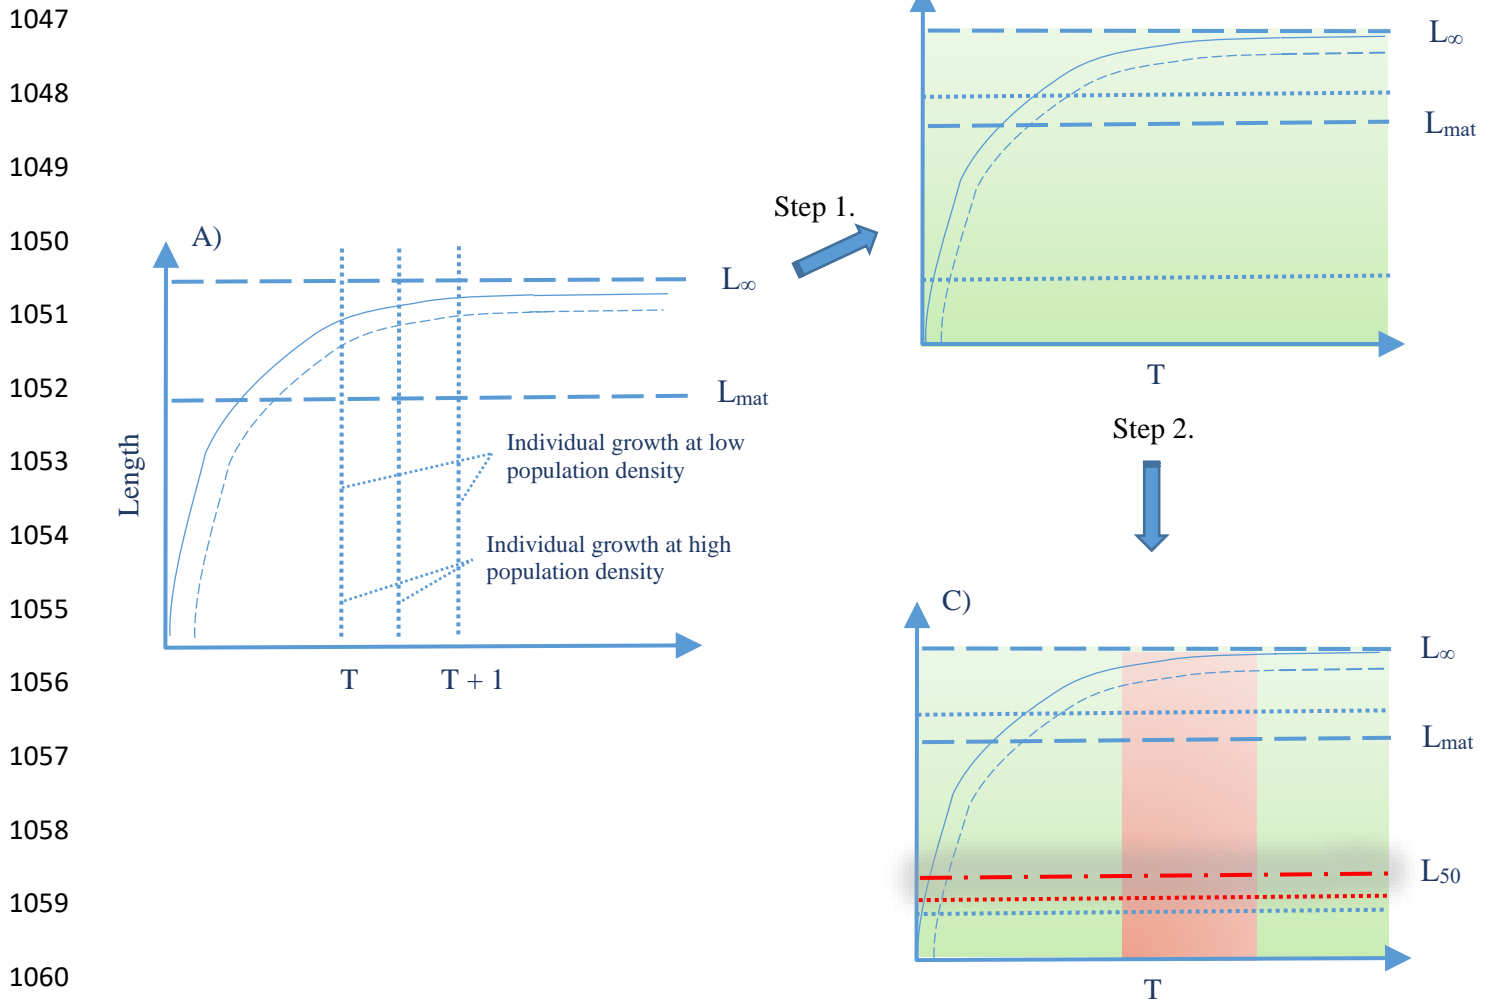 1047
1048
1049
1050
1051
1052
1053
1054
1055
1056
1057
1058
1059
1060
A)
Length
L∞
Lmat
Individual growth at low
population density
Individual growth at high
population density
T
T + 1
Step 1.
L∞
Lmat
T
Step 2.
C)
L∞
Lmat
L50
T